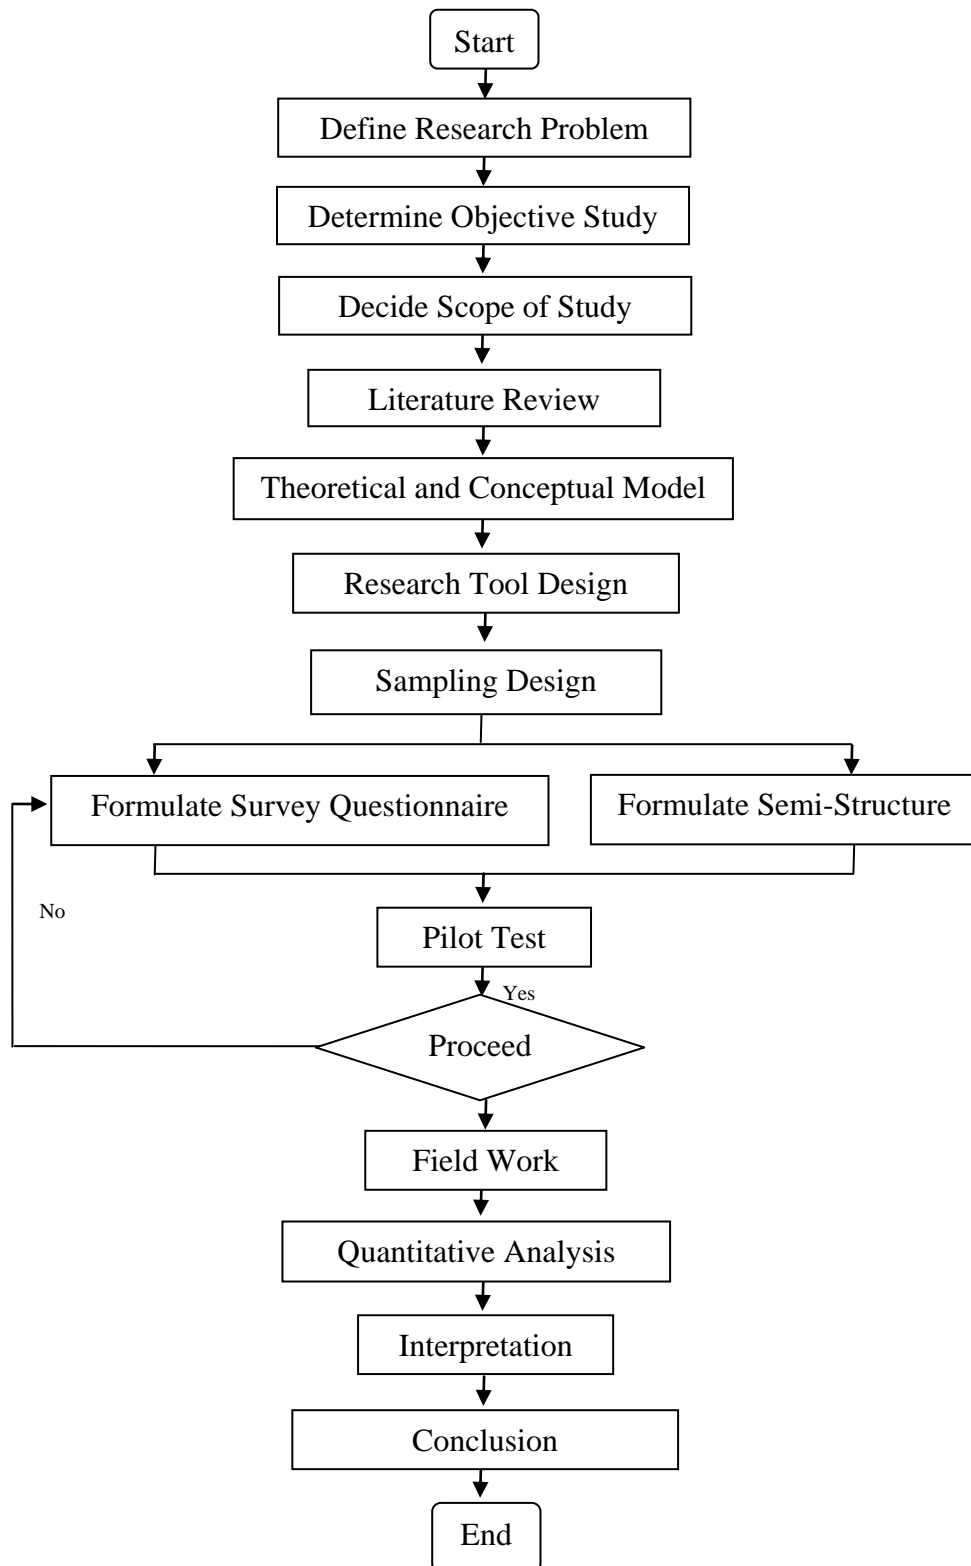 Start
Define Research Problem
Determine Objective Study
Decide Scope of Study
Literature Review
Theoretical and Conceptual Model
Research Tool Design
Sampling Design
Formulate Survey Questionnaire
Formulate Semi-Structure
No
Pilot Test
Yes
Proceed
Field Work
Quantitative Analysis
Interpretation
Conclusion
End